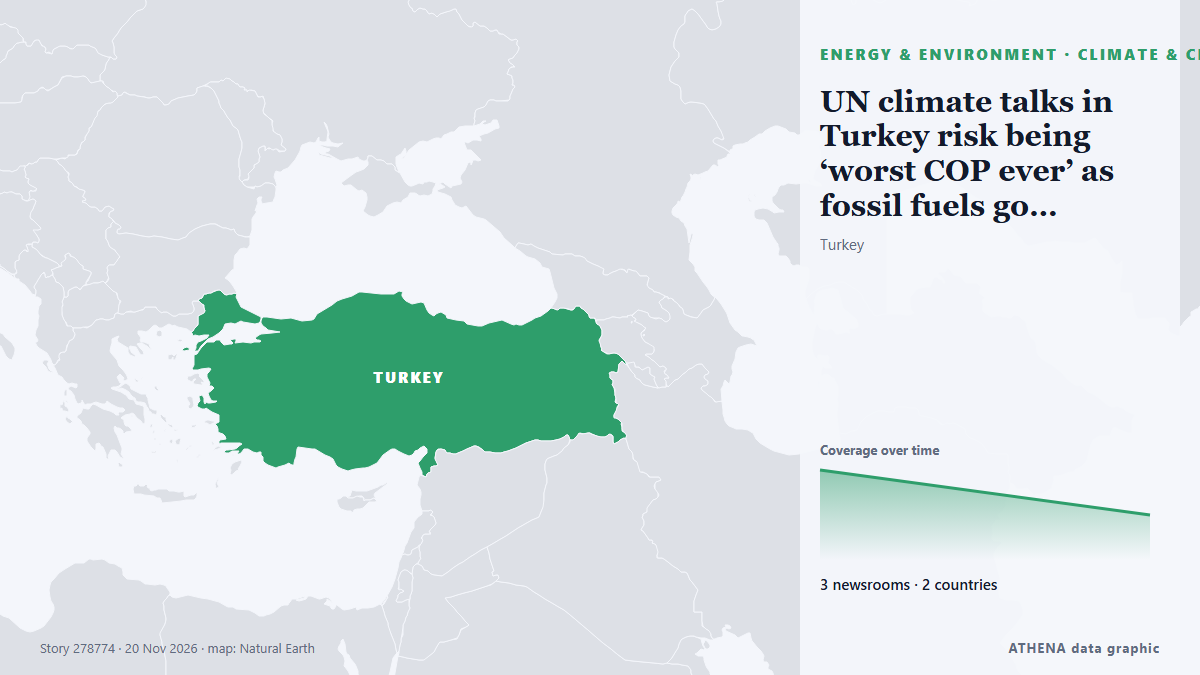 ENERGY & ENVIRONMENT · CLIMATE &
UN climate talks in
Turkey risk being
‘worst COP ever’ as
fossil fuels go...
Turkey
TURKEY
Coverage over time
3 newsrooms · 2 countries
Story 278774 · 20 Nov 2026 · map: Natural Earth
ATHENA data graphic